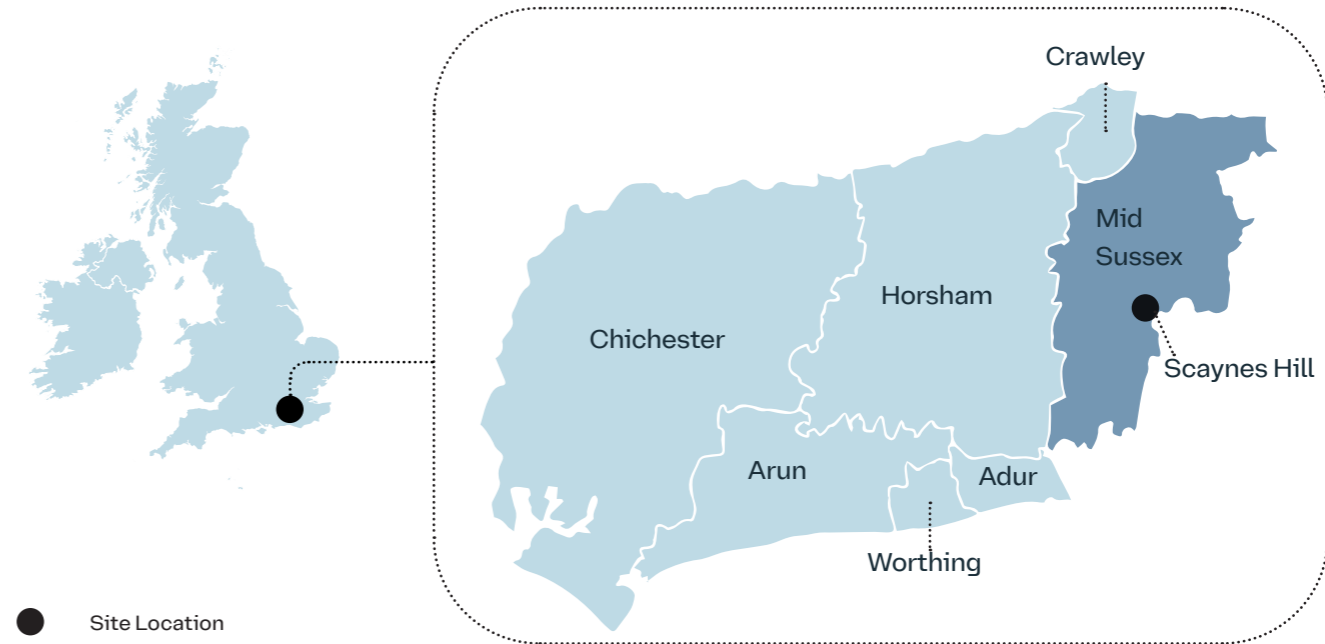 Crawley
Mid
Sussex
Horsham
Chichester
Scaynes Hill
Arun
Adur
Worthing
Site Location